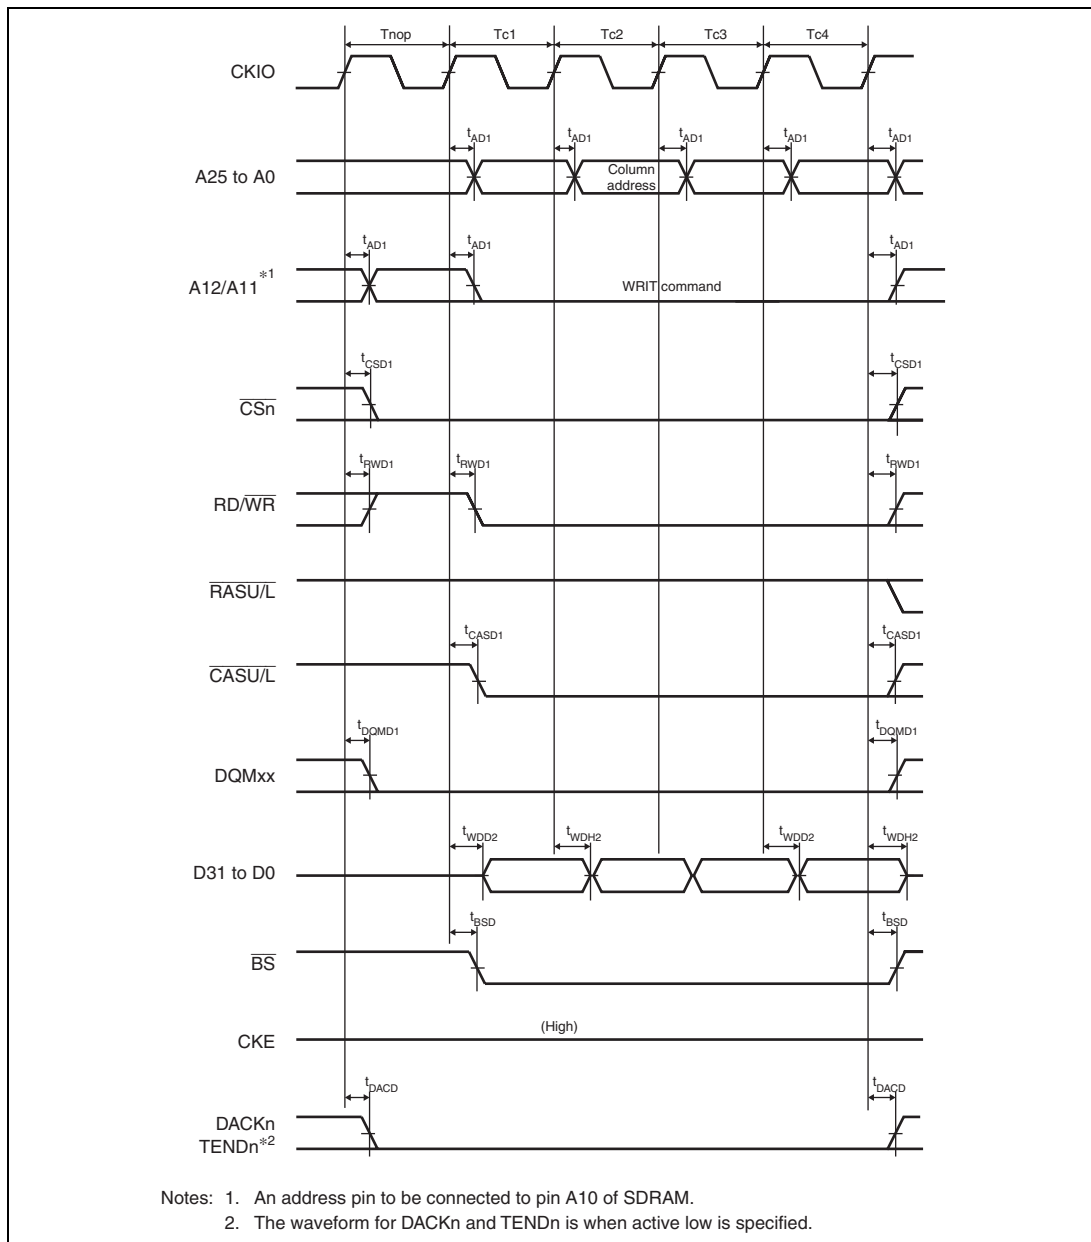 Tnop Tc1 Tc2 Tc3 Tc4
CKIO
tAD1 tAD1 tAD1 tAD1 tAD1
A25 to A0
Column
address
tAD1 tAD1 tAD1
A12/A11*1
WRIT command
tCSD1 tCSD1
CSn
tRWD1 tRWD1 tRWD1
RD/WR
RASU/L
tCASD1 tCASD1
CASU/L
tDQMD1 tDQMD1
DQMxx
tWDD2 tWDH2 tWDD2 tWDH2
D31 to D0
tBSD tBSD
BS
(High)
CKE
tDACD tDACD
DACKn
TENDn*2
Notes: 1. An address pin to be connected to pin A10 of SDRAM.
2. The waveform for DACKn and TENDn is when active low is specified.